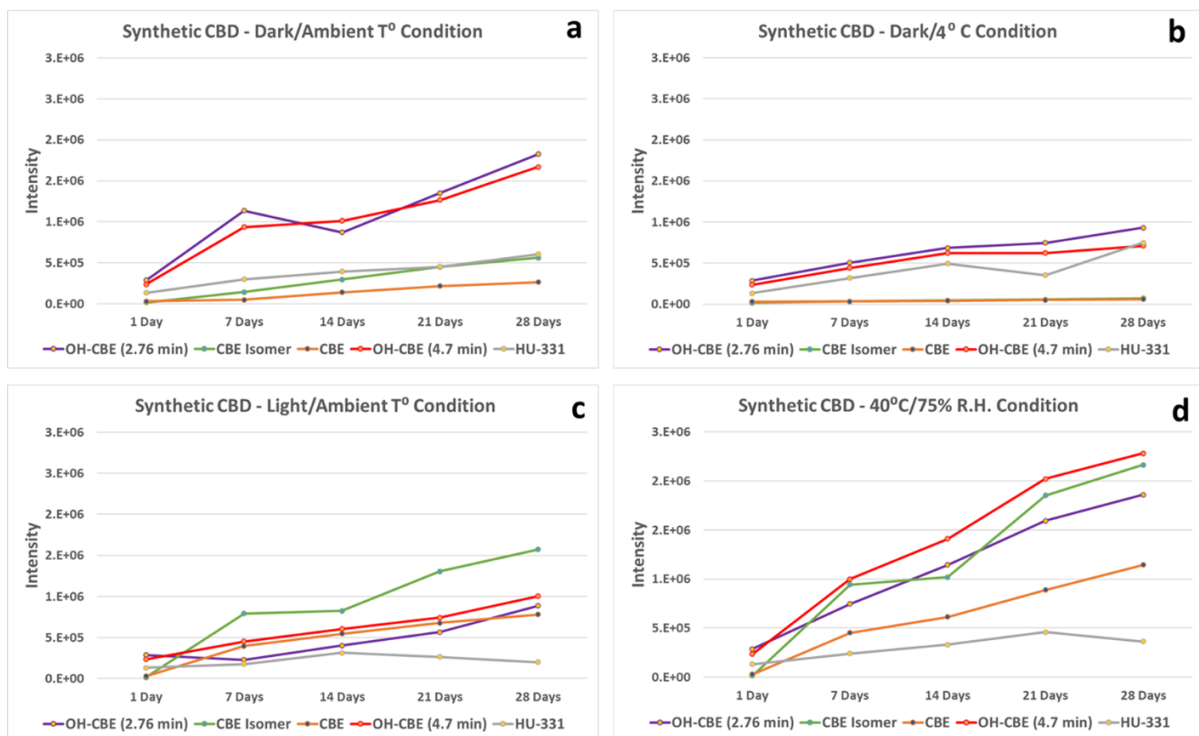 Synthetic CBD - Dark/Ambient Tº Condition
a
3.E+06
3.E+06
2.E+06
2.E+06
1.E+06
5.E+05
0.E+00
Intensity
1 Day 7 Days 14 Days 21 Days 28 Days
OH-CBE (2.76 min) CBE Isomer CBE OH-CBE (4.7 min) HU-331
Synthetic CBD - Dark/4º C Condition
b
3.E+06
3.E+06
2.E+06
2.E+06
1.E+06
5.E+05
0.E+00
Intensity
1 Day 7 Days 14 Days 21 Days 28 Days
OH-CBE (2.76 min) CBE Isomer CBE OH-CBE (4.7 min) HU-331
Synthetic CBD - Light/Ambient Tº Condition
c
3.E+06
3.E+06
2.E+06
2.E+06
1.E+06
5.E+05
0.E+00
Intensity
1 Day 7 Days 14 Days 21 Days 28 Days
OH-CBE (2.76 min) CBE Isomer CBE OH-CBE (4.7 min) HU-331
Synthetic CBD - 40ºC/75% R.H. Condition
d
3.E+06
2.E+06
2.E+06
1.E+06
5.E+05
0.E+00
Intensity
1 Day 7 Days 14 Days 21 Days 28 Days
OH-CBE (2.76 min) CBE Isomer CBE OH-CBE (4.7 min) HU-331